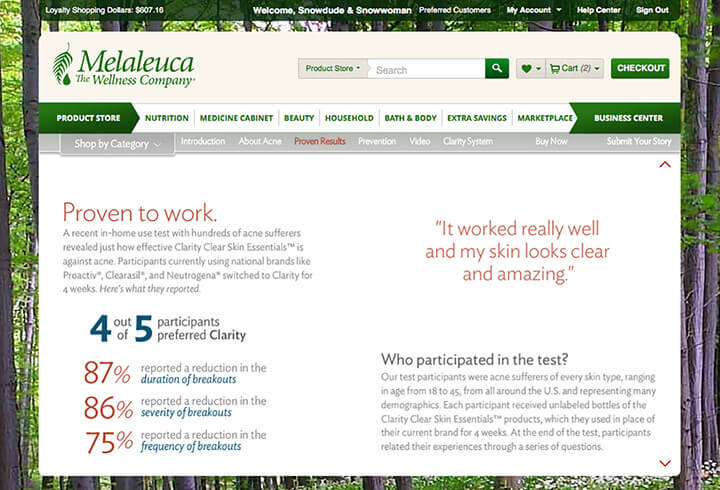 Loyalty Shopping Dollars: $607.16
Welcome, Snowdude & Snowwoman
Preferred Customers
My Account
Help Center
Sign Out
Melaleuca
The Wellness Company®
Product Store
Search
Cart (2)
CHECKOUT
PRODUCT STORE
NUTRITION
MEDICINE CABINET
BEAUTY
HOUSEHOLD
BATH & BODY
EXTRA SAVINGS
MARKETPLACE
BUSINESS CENTER
Shop by Category
Introduction
About Acne
Proven Results
Prevention
Video
Clarity System
Buy Now
Submit Your Story
Proven to work.
A recent in-home use test with hundreds of acne sufferers
revealed just how effective Clarity Clear Skin Essentials™ is
against acne. Participants currently using national brands like
Proactiv®, Clearasil®, and Neutrogena® switched to Clarity for
4 weeks. Here's what they reported.
4 out of 5 participants
preferred Clarity
87% reported a reduction in the
duration of breakouts
86% reported a reduction in the
severity of breakouts
75% reported a reduction in the
frequency of breakouts
"It worked really well
and my skin looks clear
and amazing."
Who participated in the test?
Our test participants were acne sufferers of every skin type, ranging
in age from 18 to 45, from all around the U.S. and representing many
demographics. Each participant received unlabeled bottles of the
Clarity Clear Skin Essentials™ products, which they used in place of
their current brand for 4 weeks. At the end of the test, participants
related their experiences through a series of questions.